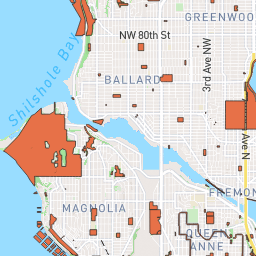 GREENWOO
NW 80th St
Shilshole Bay
BALLARD
3rd Ave NW
Ave N
FREMON
MAGNOLIA
QUEEN
ANNE